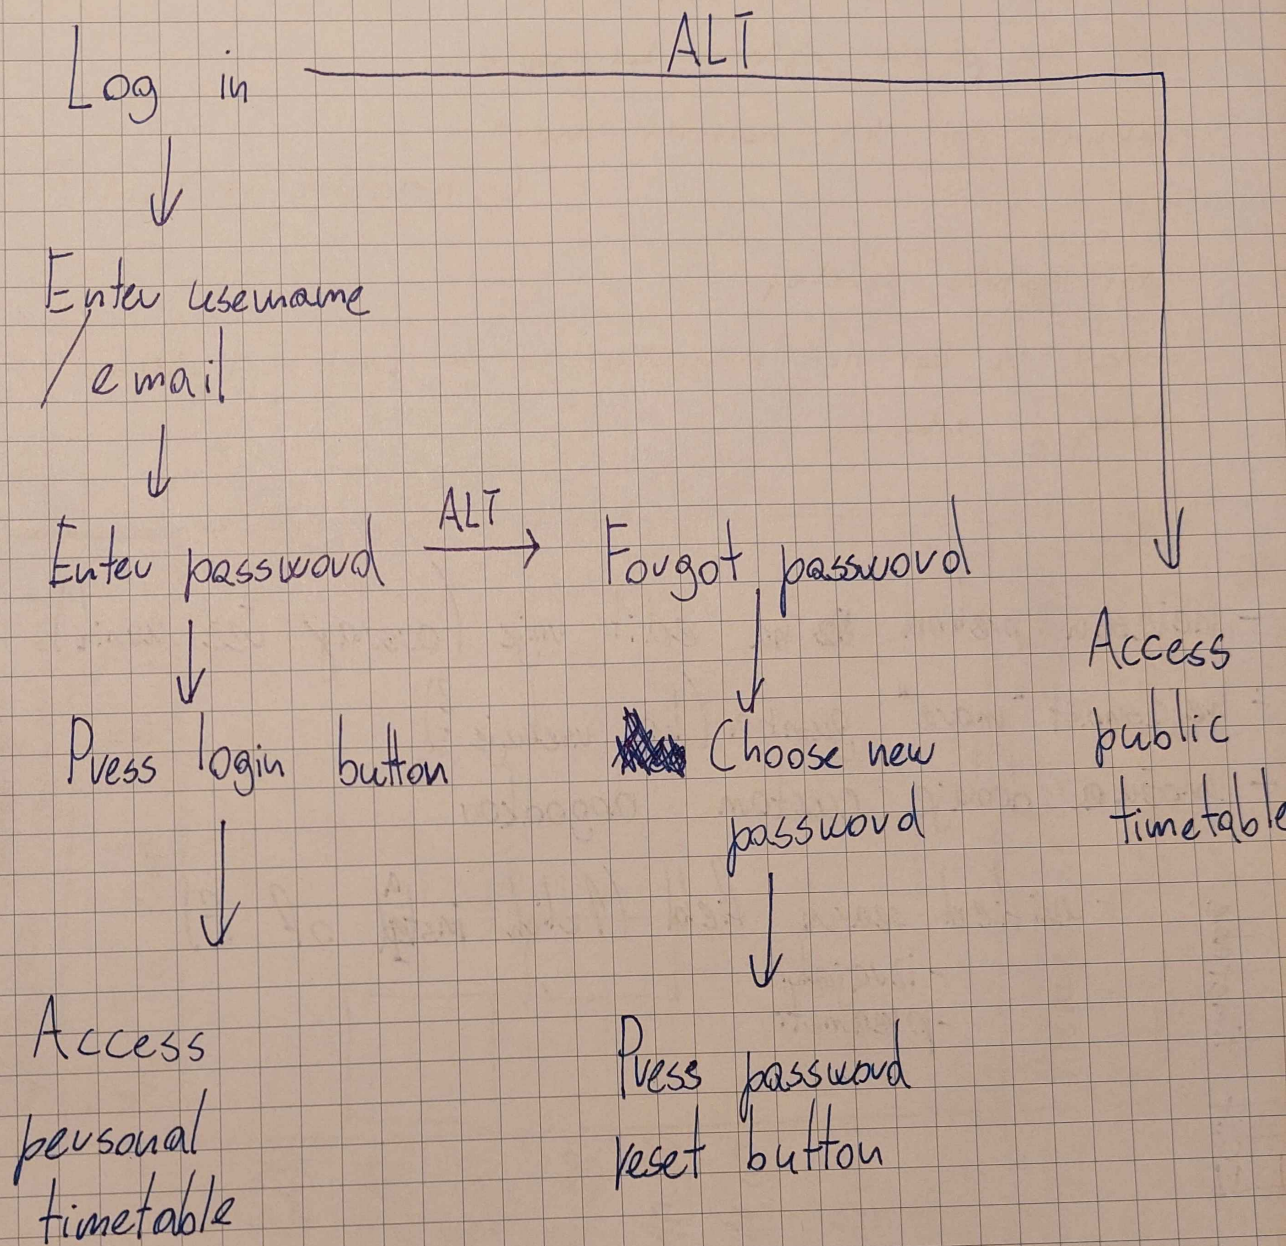 ALT
Log in
Enter username
/email
Enter password
ALT
Forgot password
Press login button
Choose new
password
Access
public
timetable
Access
personal
timetable
Press password
reset button